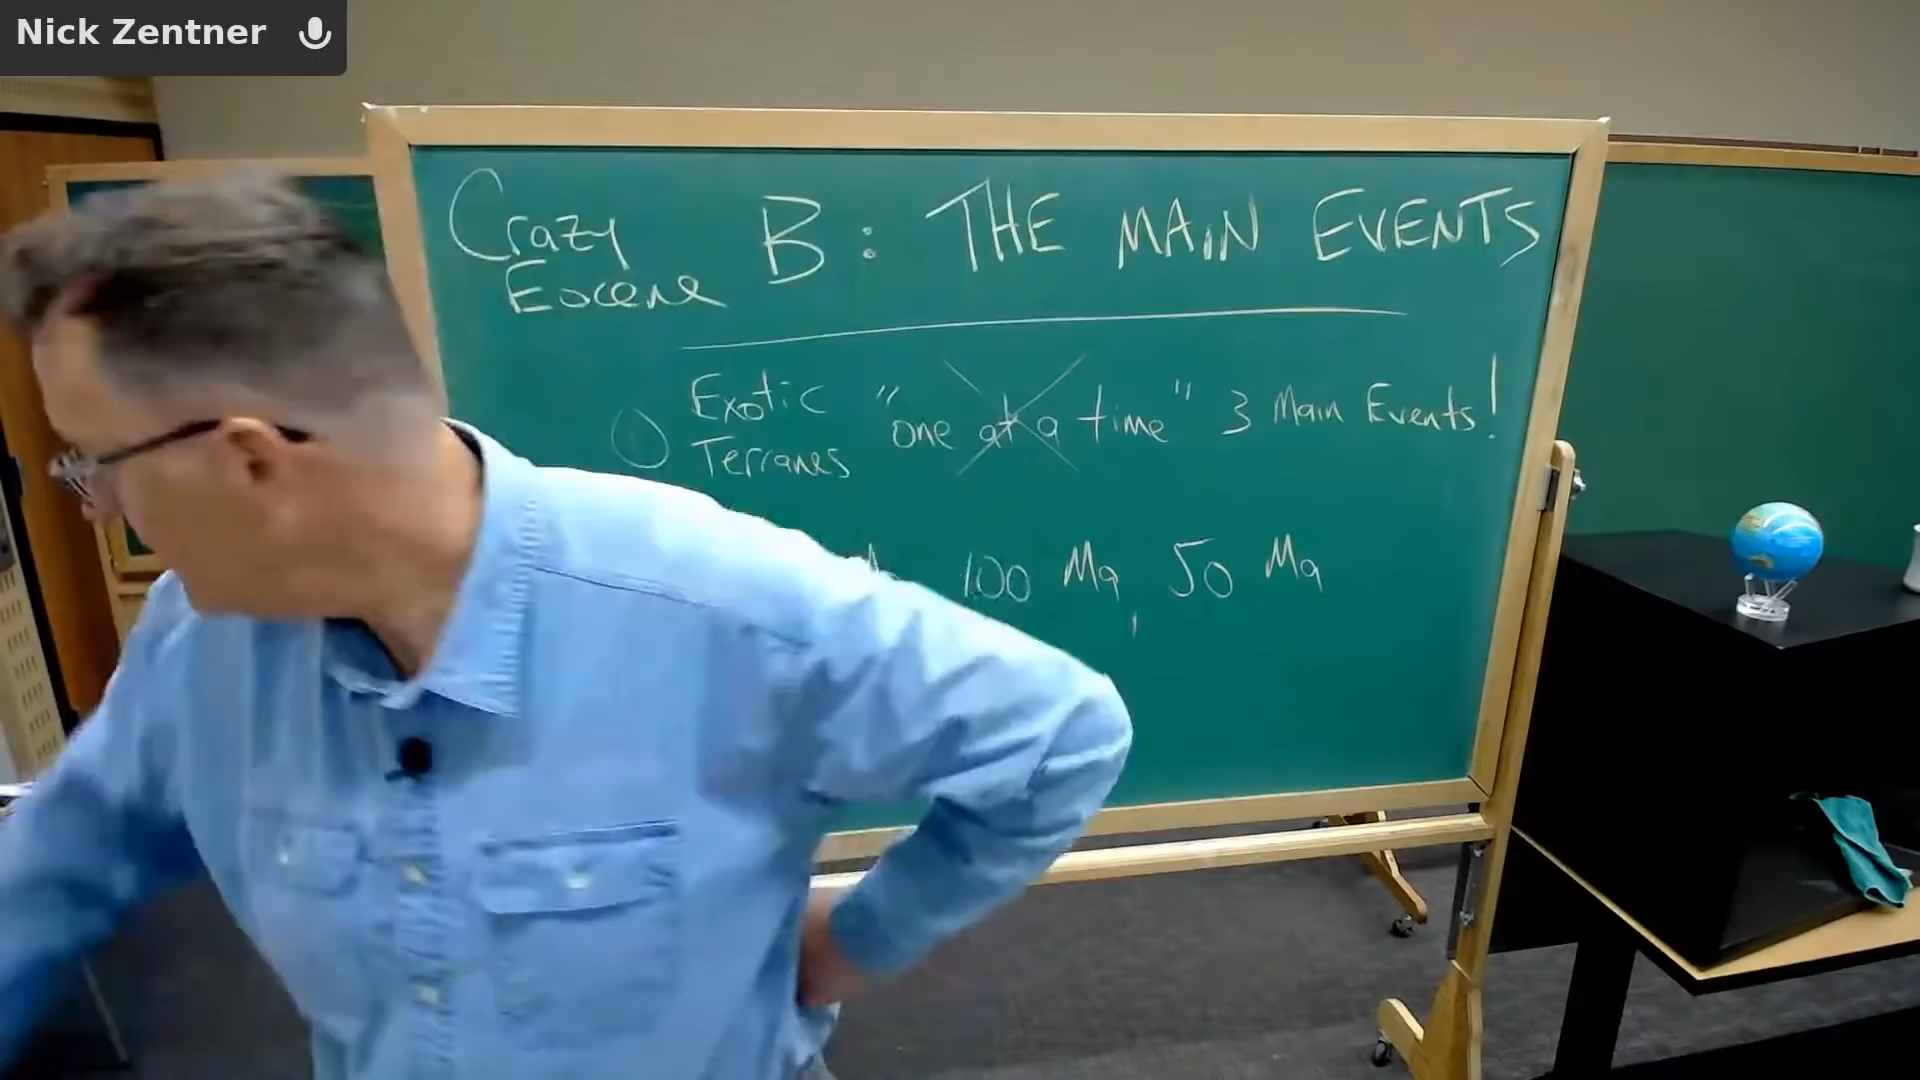 Nick Zentner
Crazy B: THE MAIN EVENTS
Eocene
① Exotic "one at a time" 3 Main Events!
Terranes
100 Ma, 50 Ma